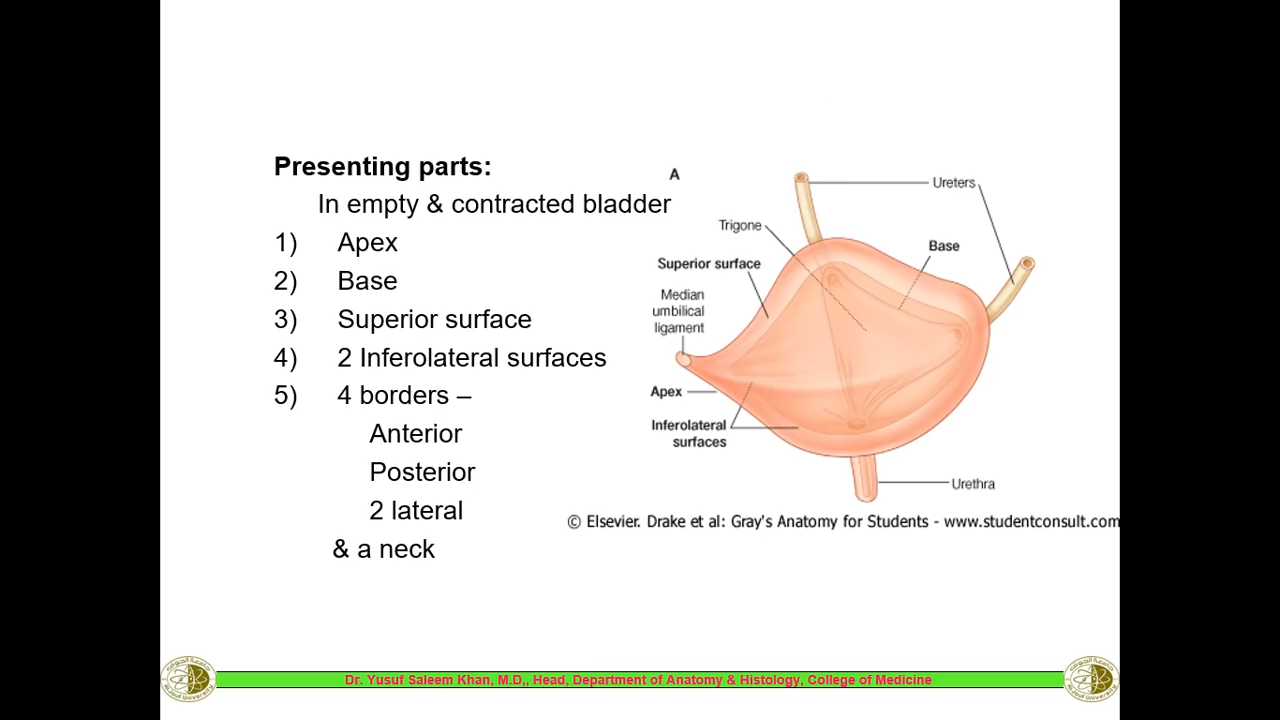 Presenting parts:
In empty & contracted bladder
1) Apex
2) Base
3) Superior surface
4) 2 Inferolateral surfaces
5) 4 borders –
Anterior
Posterior
2 lateral
& a neck
A
Ureters
Trigone
Base
Superior surface
Median
umbilical
ligament
Apex
Inferolateral
surfaces
Urethra
© Elsevier. Drake et al: Gray's Anatomy for Students - www.studentconsult.com
Dr. Yusuf Saleem Khan, M.D,, Head, Department of Anatomy & Histology, College of Medicine